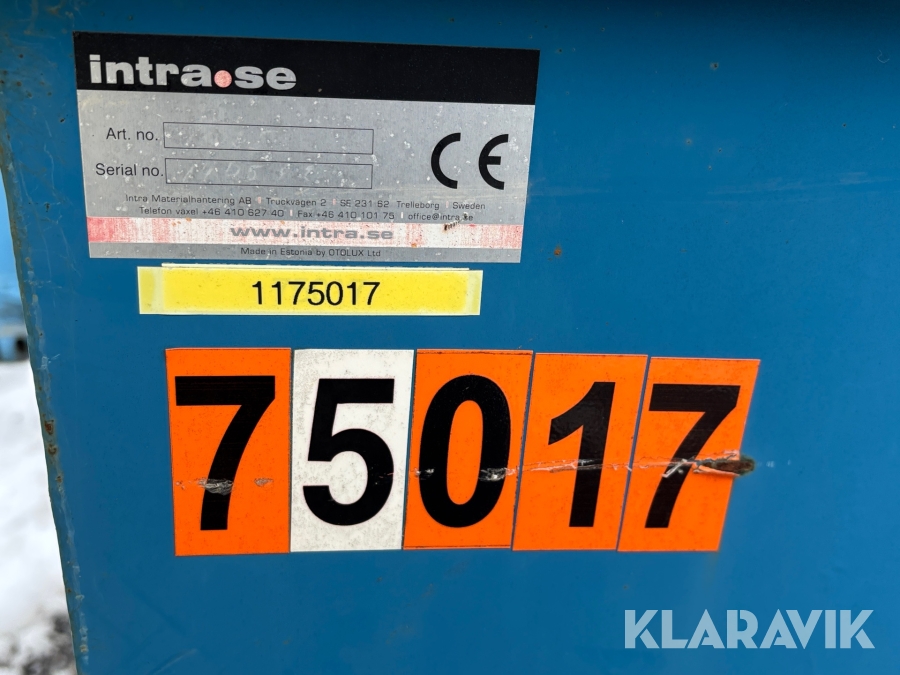 intra.se
Art. no.
Serial no.
CE
Intra Materialhantering AB | Truckvägen 2 | SE 231 62 Trelleborg | Sweden
Telefon växel +46 410 627 40 | Fax +46 410 101 75 | office@intra.se
www.intra.se
Made in Estonia by OTOLUX Ltd
1175017
75017
KLARAVIK